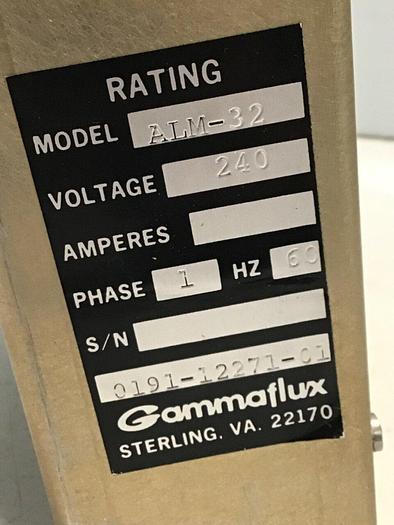 RATING
MODEL ALM-32
VOLTAGE 240
AMPERES
PHASE 1 HZ 60
S/N
0191-12271-01
Gammaflux
STERLING, VA. 22170